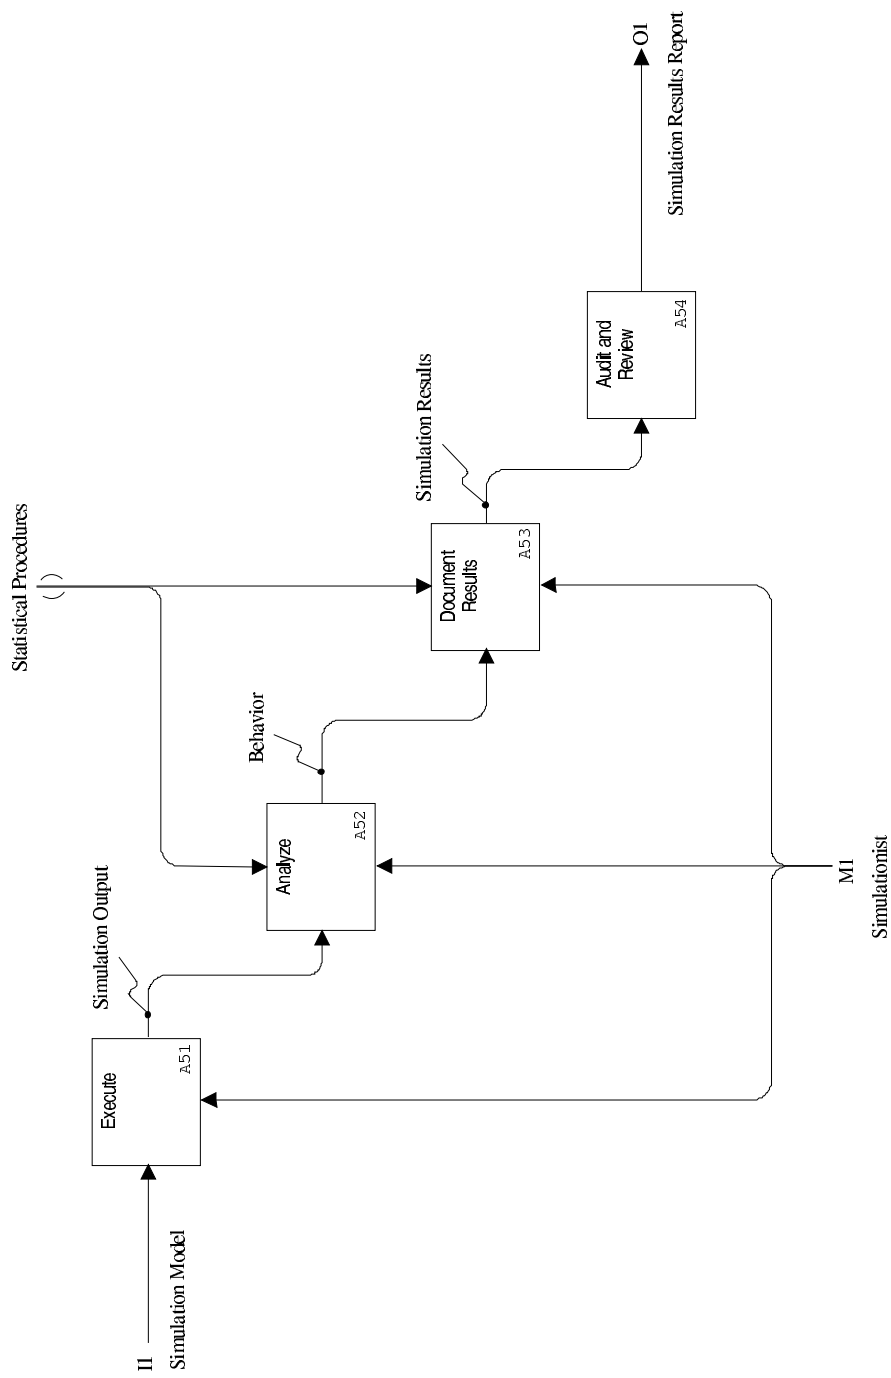 Statistical Procedures
I1
Simulation Model
Execute
A51
Simulation Output
Analyze
A52
Behavior
Document
Results
A53
Simulation Results
Audit and
Review
A54
O1
Simulation Results Report
M1
Simulationist